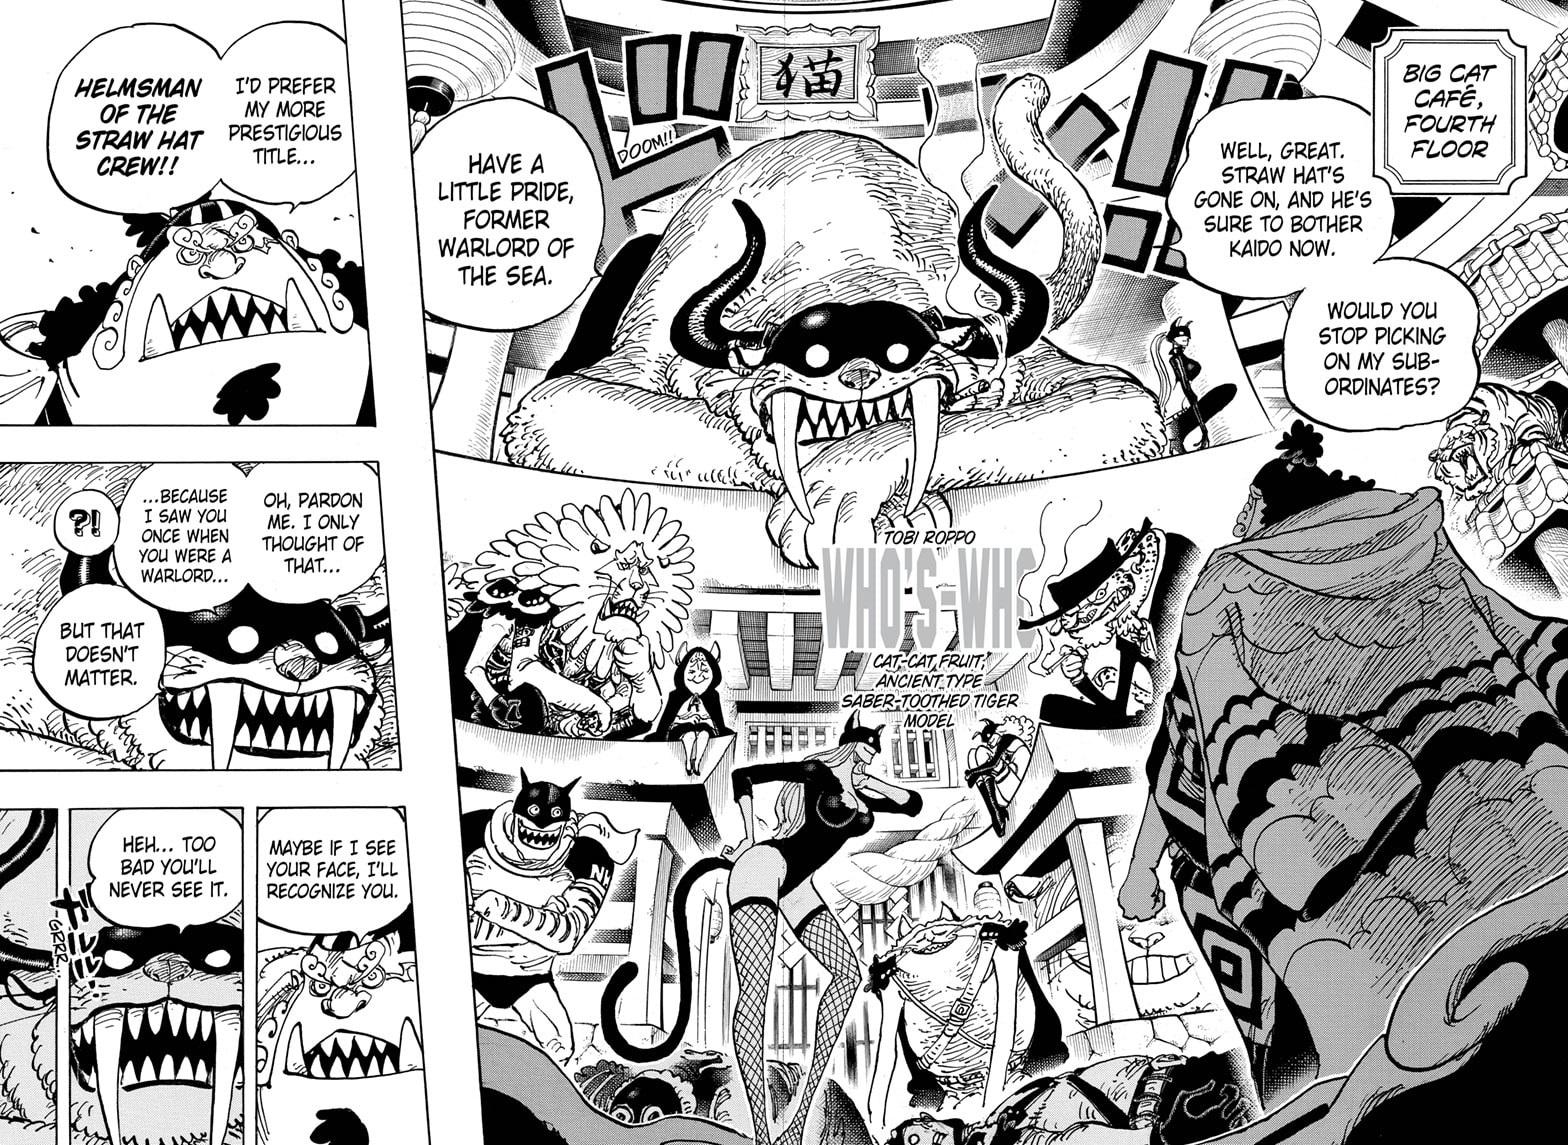 BIG CAT
CAFÉ,
FOURTH
FLOOR
WELL, GREAT.
STRAW HAT'S
GONE ON, AND HE'S
SURE TO BOTHER
KAIDO NOW.
WOULD YOU
STOP PICKING
ON MY SUB-
ORDINATES?
猫
DOOM!!
HAVE A
LITTLE PRIDE,
FORMER
WARLORD OF
THE SEA.
TOBI ROPPO
WHO'S=WHO
CAT-CAT FRUIT,
ANCIENT TYPE
SABER-TOOTHED TIGER
MODEL
I'D PREFER
MY MORE
PRESTIGIOUS
TITLE...
HELMSMAN
OF THE
STRAW HAT
CREW!!
OH, PARDON
ME. I ONLY
THOUGHT OF
THAT...
...BECAUSE
I SAW YOU
ONCE WHEN
YOU WERE A
WARLORD...
?!
BUT THAT
DOESN'T
MATTER.
MAYBE IF I SEE
YOUR FACE, I'LL
RECOGNIZE YOU.
HEH... TOO
BAD YOU'LL
NEVER SEE IT.
GRR...